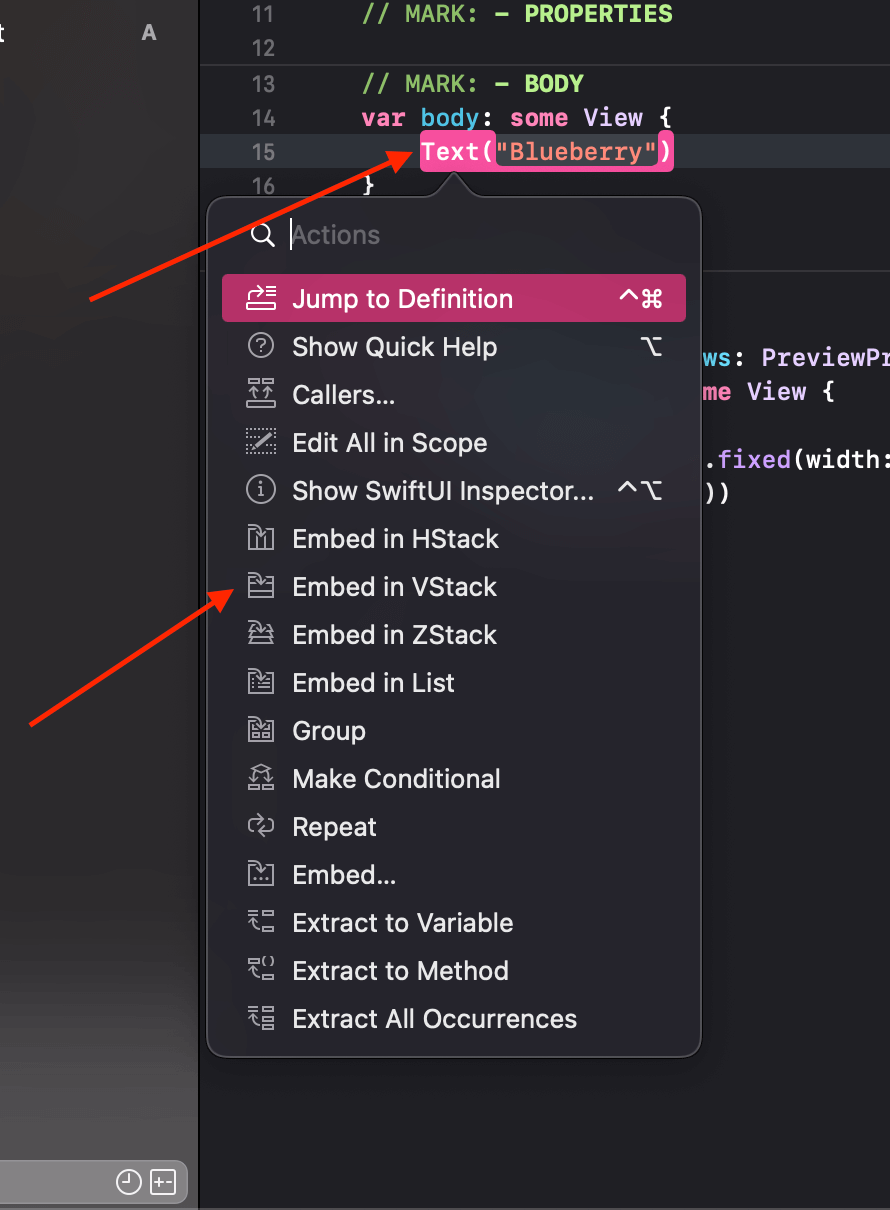 t
A
11 // MARK: – PROPERTIES
12
13 // MARK: – BODY
14 var body: some View {
15 Text("Blueberry")
16 }
Actions
Jump to Definition ^⌘
Show Quick Help ⌥
ws: PreviewPr
Callers...
me View {
Edit All in Scope
.fixed(width:
Show SwiftUI Inspector... ^⌥
))
Embed in HStack
Embed in VStack
Embed in ZStack
Embed in List
Group
Make Conditional
Repeat
Embed...
Extract to Variable
Extract to Method
Extract All Occurrences